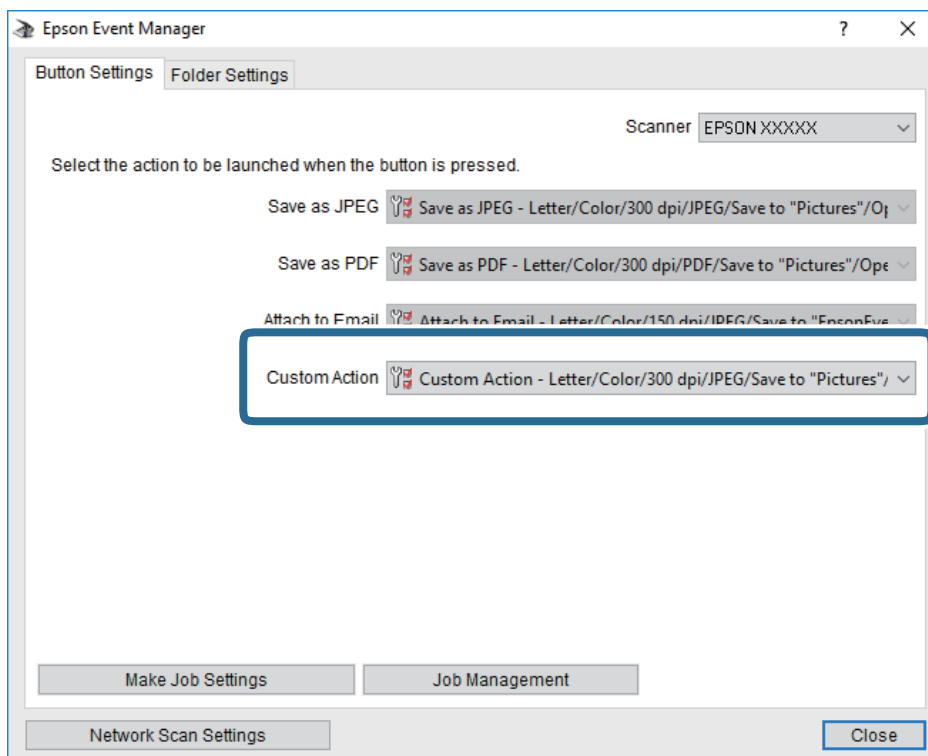 Epson Event Manager
Button Settings
Folder Settings
Scanner EPSON XXXXX
Select the action to be launched when the button is pressed.
Save as JPEG Save as JPEG - Letter/Color/300 dpi/JPEG/Save to "Pictures"/Op
Save as PDF Save as PDF - Letter/Color/300 dpi/PDF/Save to "Pictures"/Ope
Attach to Email Attach to Email - Letter/Color/150 dpi/JPEG/Save to "EpsonEve
Custom Action Custom Action - Letter/Color/300 dpi/JPEG/Save to "Pictures"/
Make Job Settings
Job Management
Network Scan Settings
Close